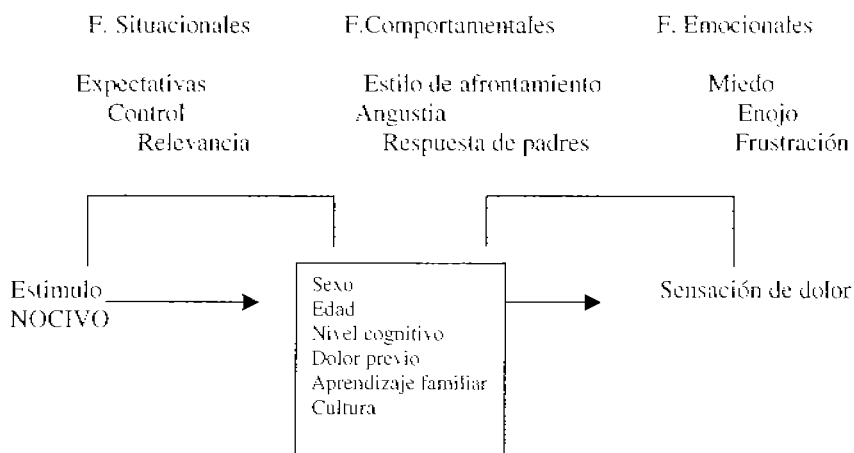 F. Situacionales F.Comportamentales F. Emocionales
Expectativas Estilo de afrontamiento Miedo
Control Angustia Enojo
Relevancia Respuesta de padres Frustración
Estimulo
NOCIVO
Sexo
Edad
Nivel cognitivo
Dolor previo
Aprendizaje familiar
Cultura
Sensación de dolor